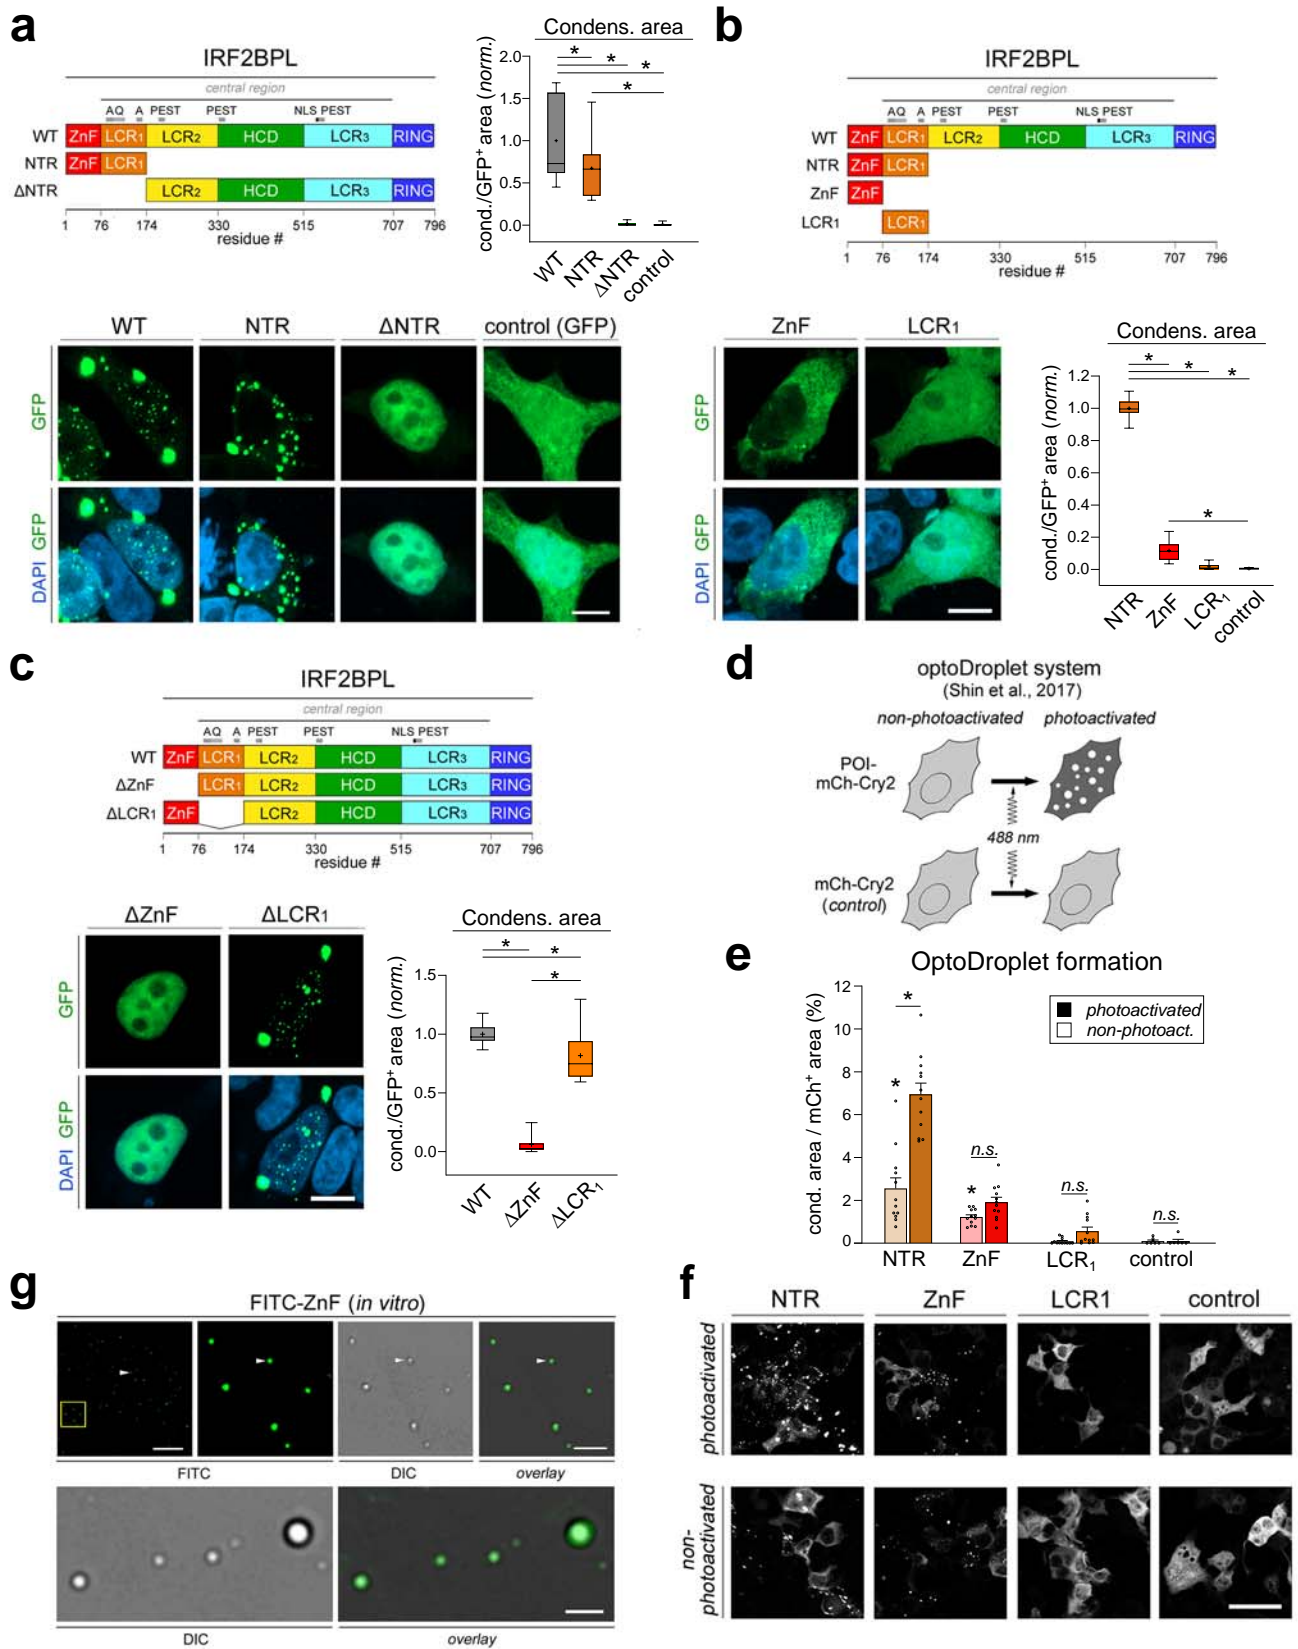 a
IRF2BPL
central region
AQ A PEST PEST NLS PEST
WT ZnF LCR1 LCR2 HCD LCR3 RING
NTR ZnF LCR1
ΔNTR LCR2 HCD LCR3 RING
1 76 174 330 515 707 796
residue #
Condens. area
* * * *
cond./GFP+ area (norm.)
2.0
1.5
1.0
0.5
0.0
WT NTR ΔNTR control
WT NTR ΔNTR control (GFP)
GFP
DAPI GFP
b
IRF2BPL
central region
AQ A PEST PEST NLS PEST
WT ZnF LCR1 LCR2 HCD LCR3 RING
NTR ZnF LCR1
ZnF ZnF
LCR1 LCR1
1 76 174 330 515 707 796
residue #
ZnF LCR1
GFP
DAPI GFP
Condens. area
* * * *
cond./GFP+ area (norm.)
1.2
1.0
0.8
0.6
0.4
0.2
0.0
NTR ZnF LCR1 control
c
IRF2BPL
central region
AQ A PEST PEST NLS PEST
WT ZnF LCR1 LCR2 HCD LCR3 RING
ΔZnF LCR1 LCR2 HCD LCR3 RING
ΔLCR1 ZnF LCR2 HCD LCR3 RING
1 76 174 330 515 707 796
residue #
ΔZnF ΔLCR1
GFP
DAPI GFP
Condens. area
* * *
cond./GFP+ area (norm.)
1.5
1.0
0.5
0.0
WT ΔZnF ΔLCR1
d
optoDroplet system
(Shin et al., 2017)
non-photoactivated photoactivated
POI-
mCh-Cry2
488 nm
mCh-Cry2
(control)
e
OptoDroplet formation
photoactivated
non-photoact.
cond. area / mCh+ area (%)
12
10
8
6
4
2
0
* * * n.s. n.s. n.s.
NTR ZnF LCR1 control
g
FITC-ZnF (in vitro)
FITC DIC overlay
DIC overlay
f
NTR ZnF LCR1 control
photoactivated
non-
photoactivated